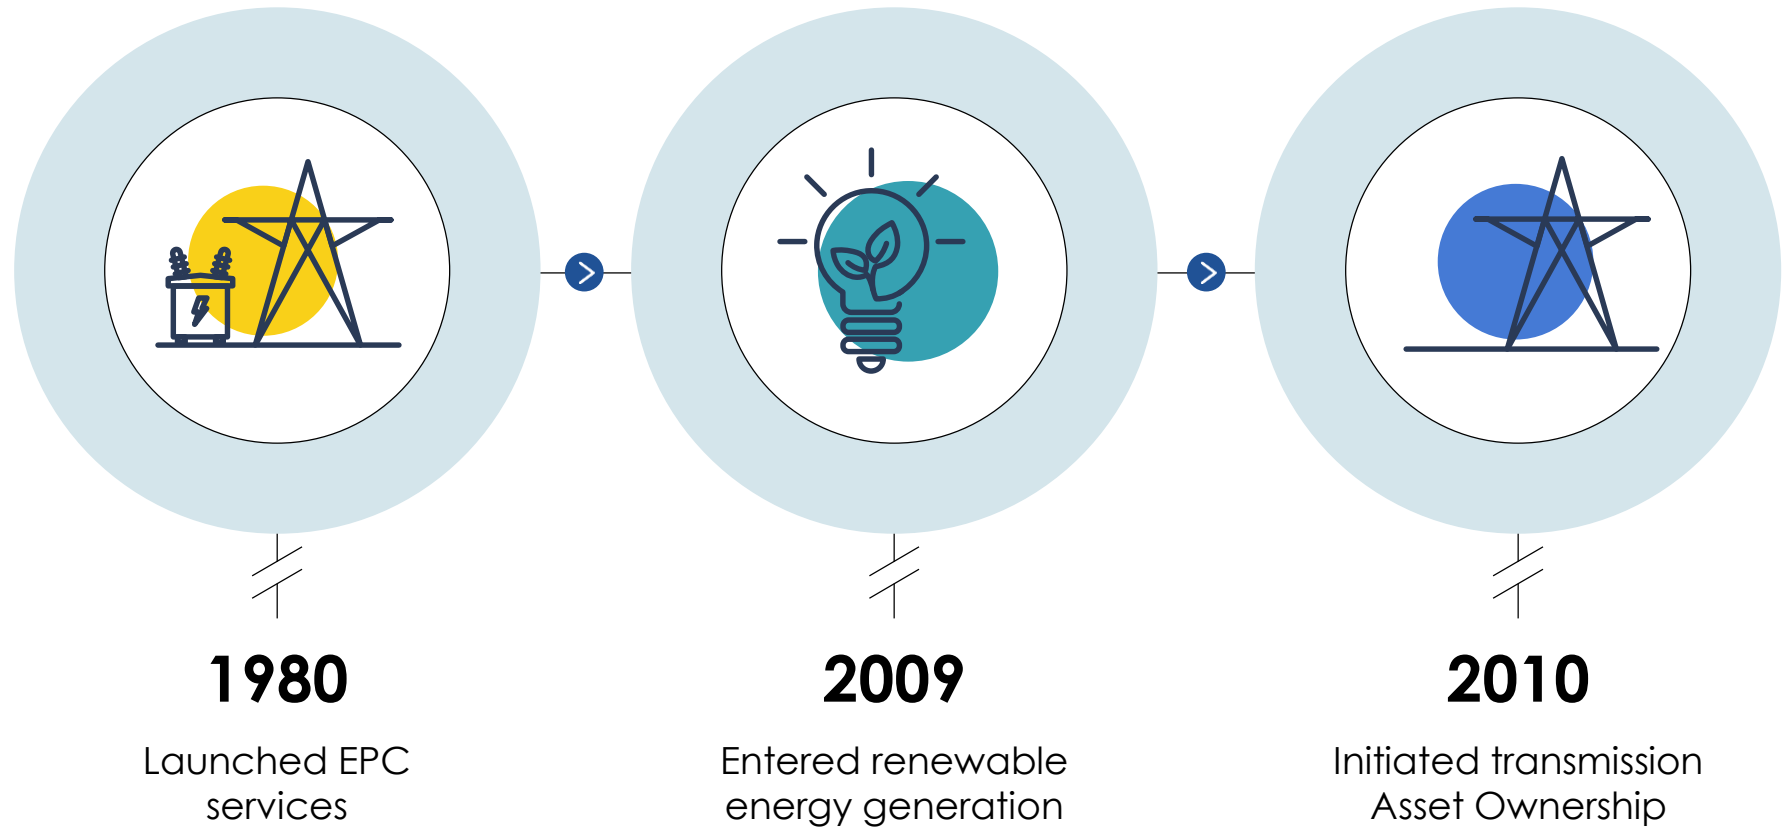 1980
Launched EPC
services
2009
Entered renewable
energy generation
2010
Initiated transmission
Asset Ownership